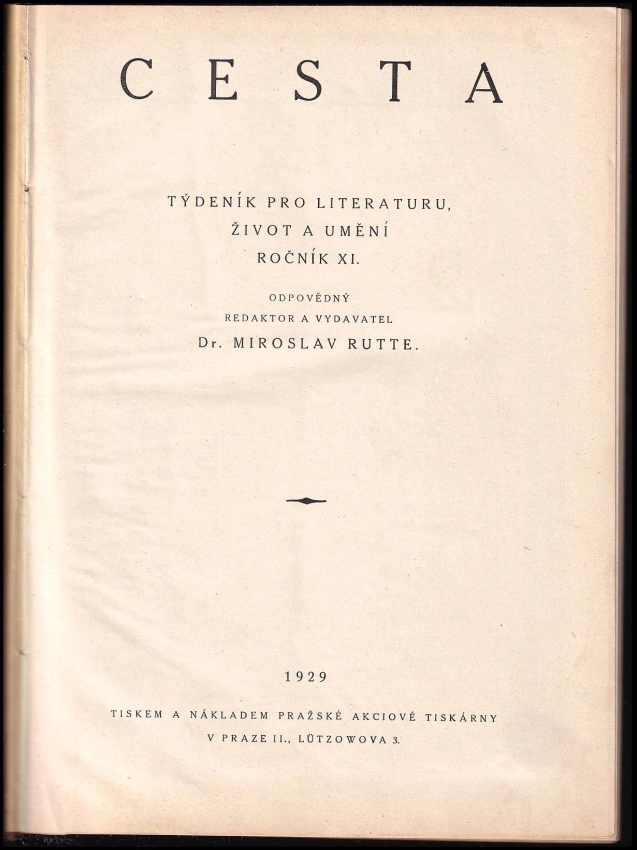 CESTA
TÝDENÍK PRO LITERATURU,
ŽIVOT A UMĚNÍ
ROČNÍK XI.
ODPOVĚDNÝ
REDAKTOR A VYDAVATEL
Dr. MIROSLAV RUTTE.
1929
TISKEM A NÁKLADEM PRAŽSKÉ AKCIOVÉ TISKÁRNY
V PRAZE II., LÜTZOWOVA 3.